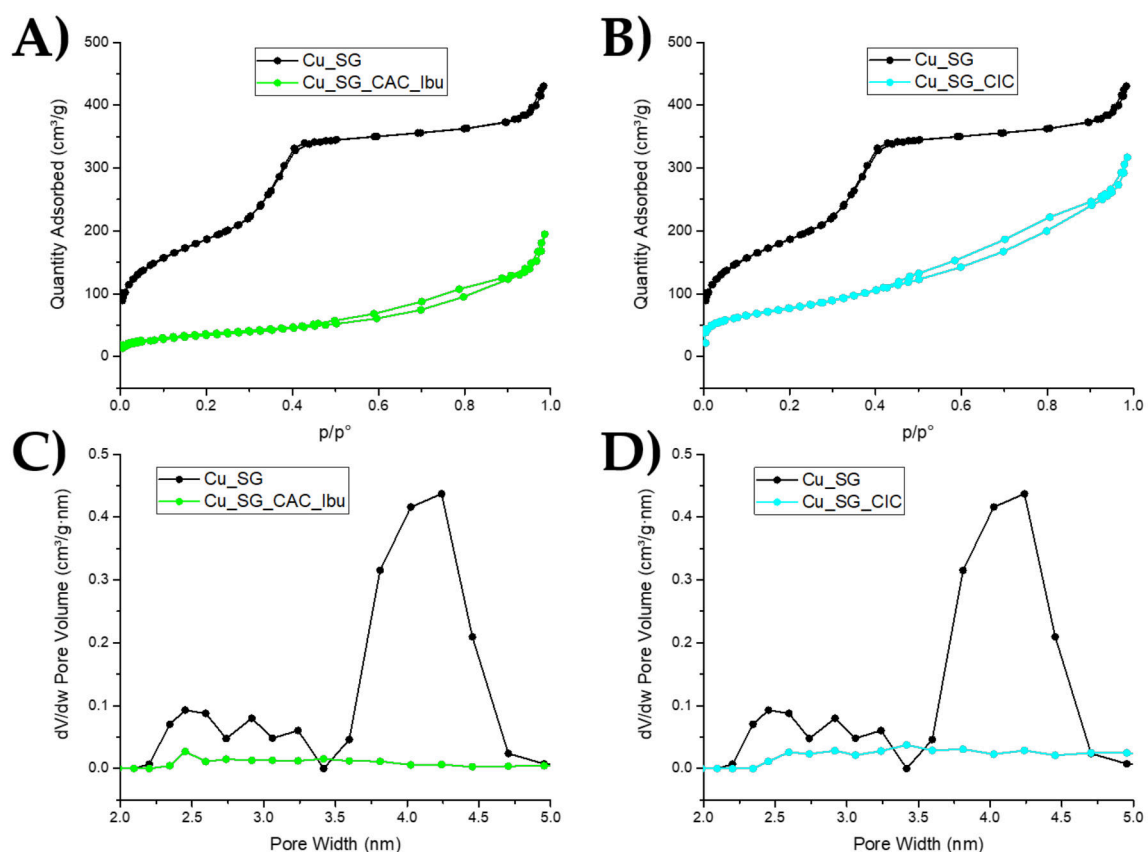 A)
Quantity Adsorbed (cm³/g)
500
400
300
200
100
0
Cu_SG
Cu_SG_CAC_Ibu
0.0 0.2 0.4 0.6 0.8 1.0
p/p°
B)
Quantity Adsorbed (cm³/g)
500
400
300
200
100
0
Cu_SG
Cu_SG_CIC
0.0 0.2 0.4 0.6 0.8 1.0
p/p°
C)
dV/dw Pore Volume (cm³/g·nm)
0.5
0.4
0.3
0.2
0.1
0.0
Cu_SG
Cu_SG_CAC_Ibu
2.0 2.5 3.0 3.5 4.0 4.5 5.0
Pore Width (nm)
D)
dV/dw Pore Volume (cm³/g·nm)
0.5
0.4
0.3
0.2
0.1
0.0
Cu_SG
Cu_SG_CIC
2.0 2.5 3.0 3.5 4.0 4.5 5.0
Pore Width (nm)